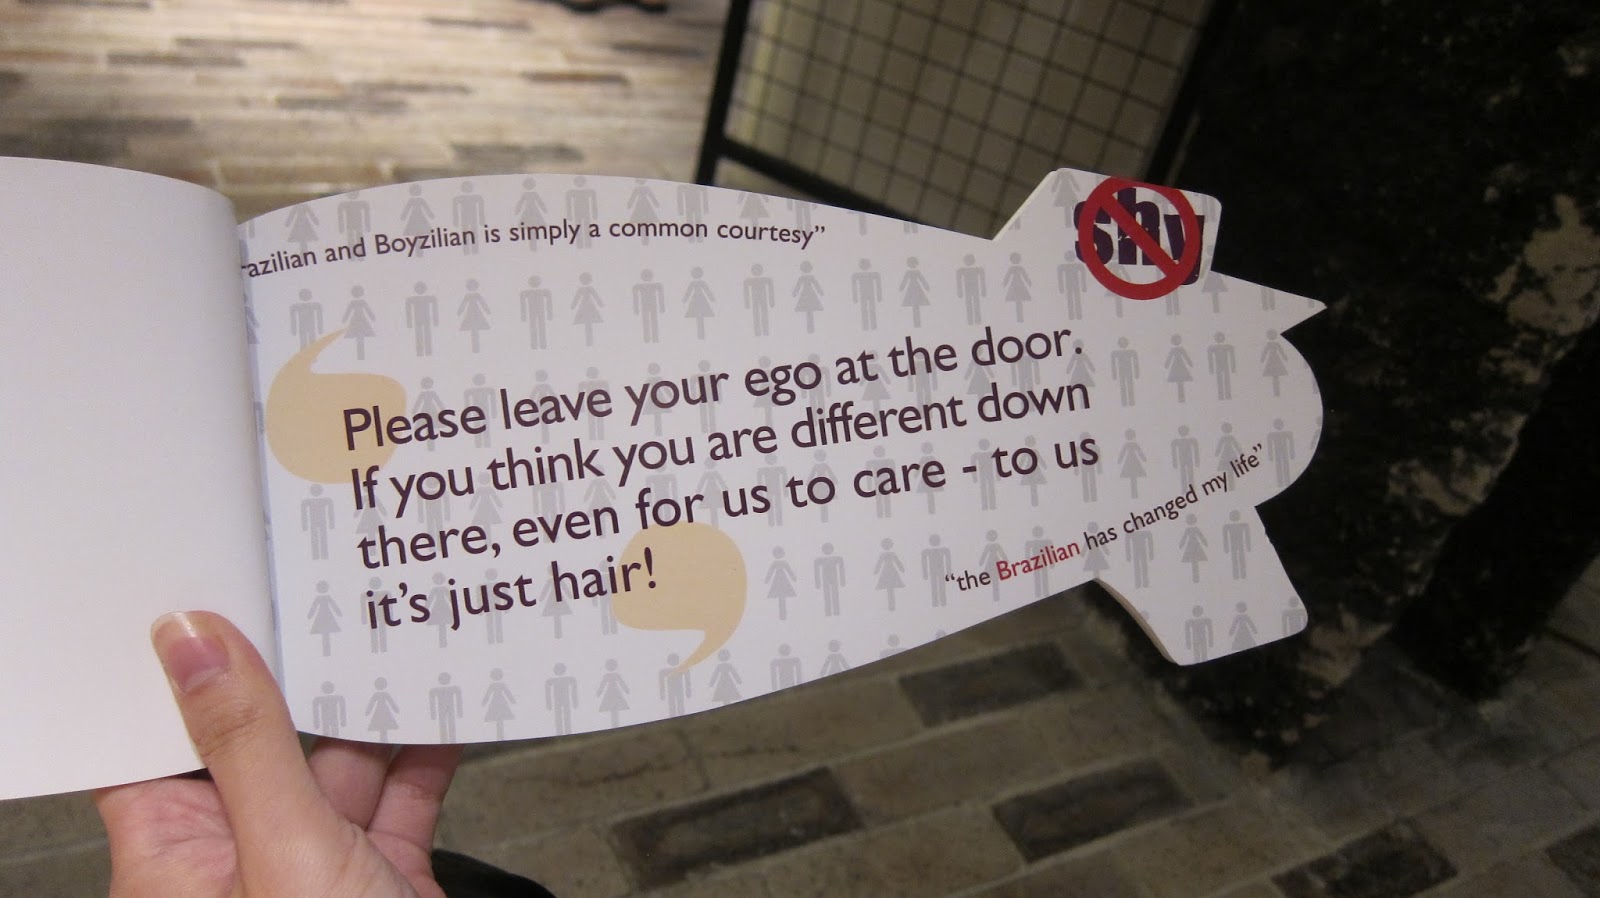 and Boyzilian is simply a common courtesy”
shy
Please leave your ego at the door.
If you think you are different down
there, even for us to care - to us
it’s just hair!
“the Brazilian has changed my life”